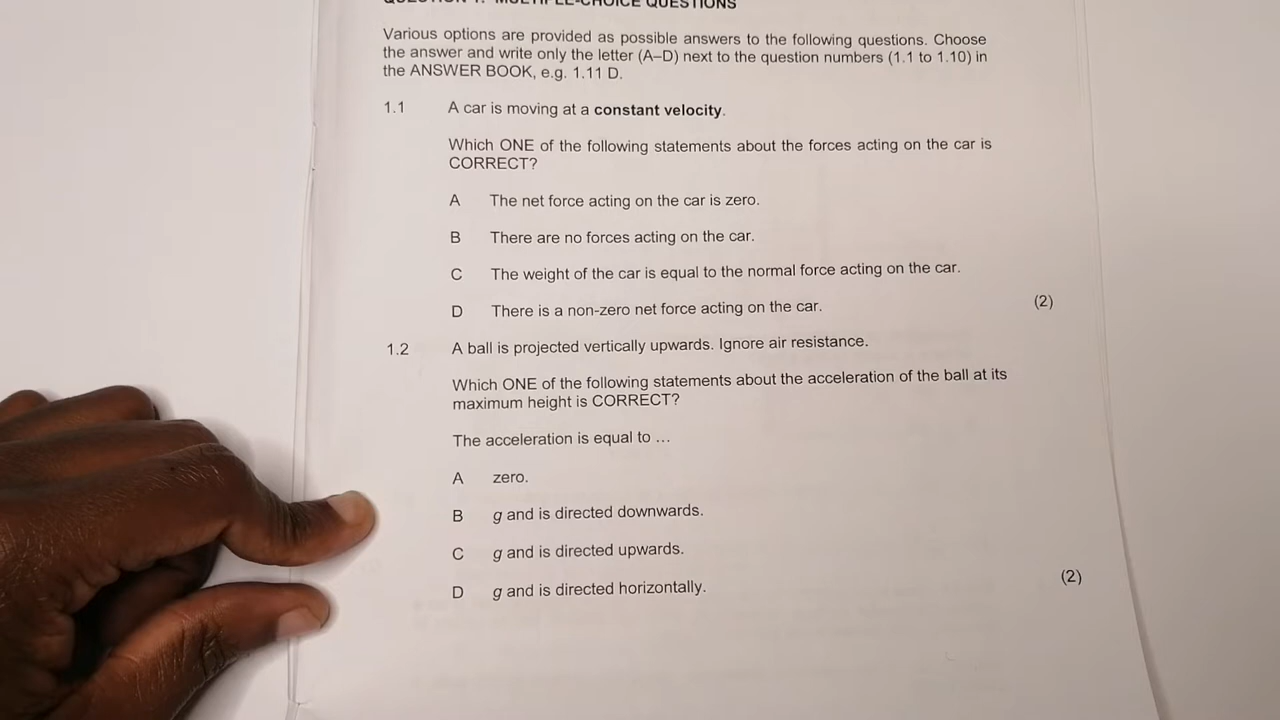 QUESTION 1: MULTIPLE-CHOICE QUESTIONS
Various options are provided as possible answers to the following questions. Choose
the answer and write only the letter (A–D) next to the question numbers (1.1 to 1.10) in
the ANSWER BOOK, e.g. 1.11 D.
1.1 A car is moving at a constant velocity.
Which ONE of the following statements about the forces acting on the car is
CORRECT?
A The net force acting on the car is zero.
B There are no forces acting on the car.
C The weight of the car is equal to the normal force acting on the car.
D There is a non-zero net force acting on the car. (2)
1.2 A ball is projected vertically upwards. Ignore air resistance.
Which ONE of the following statements about the acceleration of the ball at its
maximum height is CORRECT?
The acceleration is equal to ...
A zero.
B g and is directed downwards.
C g and is directed upwards.
D g and is directed horizontally. (2)